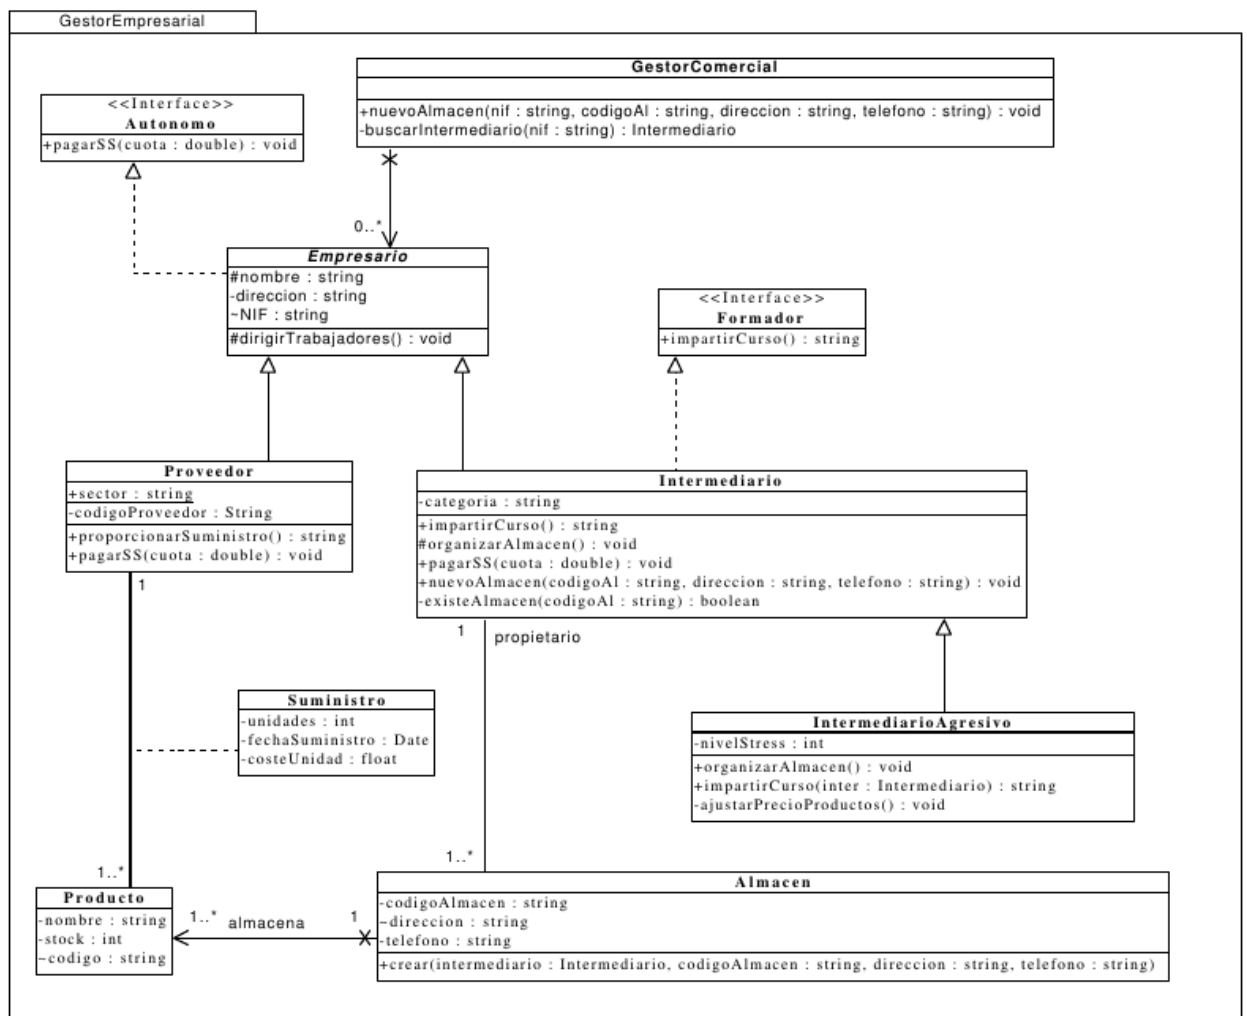 GestorEmpresarial
GestorComercial
+nuevoAlmacen(nif : string, codigoAl : string, direccion : string, telefono : string) : void
-buscarIntermediario(nif : string) : Intermediario
<<Interface>>
Autonomo
+pagarSS(cuota : double) : void
0..*
Empresario
#nombre : string
-direccion : string
~NIF : string
#dirigirTrabajadores() : void
<<Interface>>
Formador
+impartirCurso() : string
Proveedor
+sector : string
-codigoProveedor : String
+proporcionarSuministro() : string
+pagarSS(cuota : double) : void
Intermediario
-categoria : string
+impartirCurso() : string
#organizarAlmacen() : void
+pagarSS(cuota : double) : void
+nuevoAlmacen(codigoAl : string, direccion : string, telefono : string) : void
-existeAlmacen(codigoAl : string) : boolean
1
1
propietario
Suministro
-unidades : int
-fechaSuministro : Date
-costeUnidad : float
IntermediarioAgresivo
-nivelStress : int
+organizarAlmacen() : void
+impartirCurso(inter : Intermediario) : string
-ajustarPrecioProductos() : void
1..*
1..*
Producto
-nombre : string
-stock : int
~codigo : string
1..*
almacena
1
Almacen
-codigoAlmacen : string
~direccion : string
-telefono : string
+crear(intermediario : Intermediario, codigoAlmacen : string, direccion : string, telefono : string)